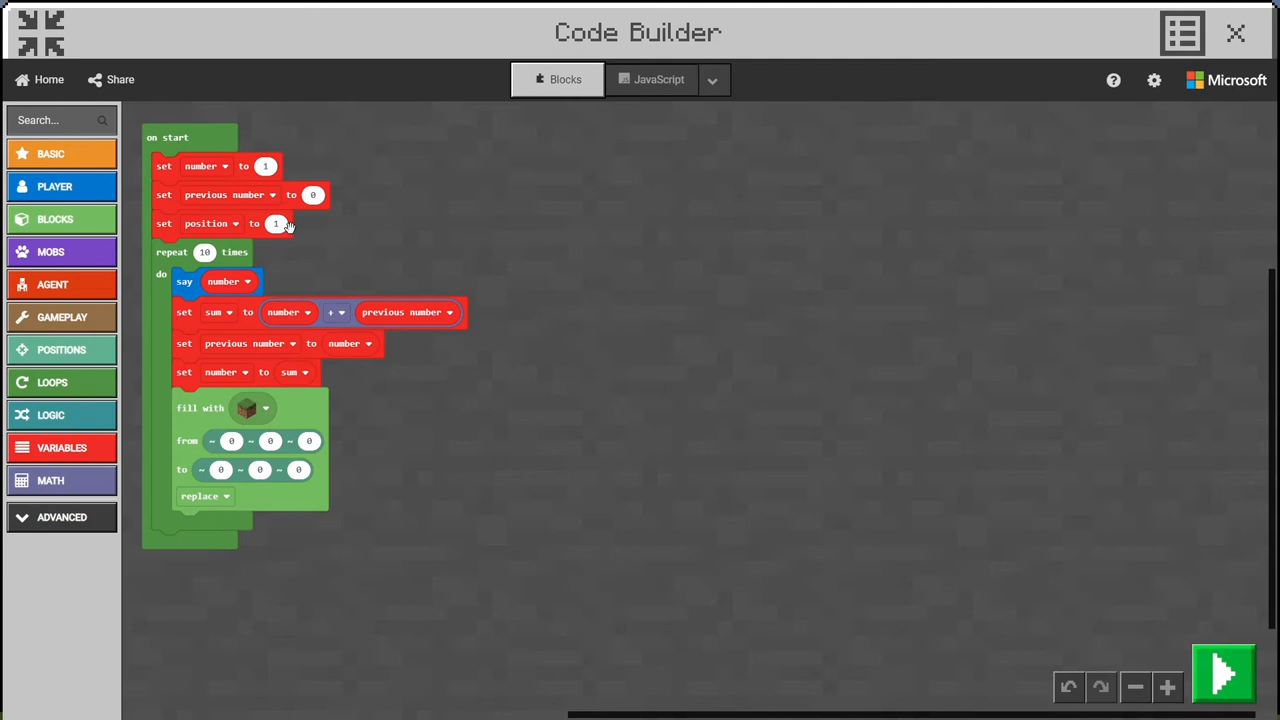 Code Builder
Home
Share
Blocks
JavaScript
Microsoft
Search...
BASIC
PLAYER
BLOCKS
MOBS
AGENT
GAMEPLAY
POSITIONS
LOOPS
LOGIC
VARIABLES
MATH
ADVANCED
on start
set number to 1
set previous number to 0
set position to 1
repeat 10 times
do say number
set sum to number + previous number
set previous number to number
set number to sum
fill with
from ~ 0 ~ 0 ~ 0
to ~ 0 ~ 0 ~ 0
replace